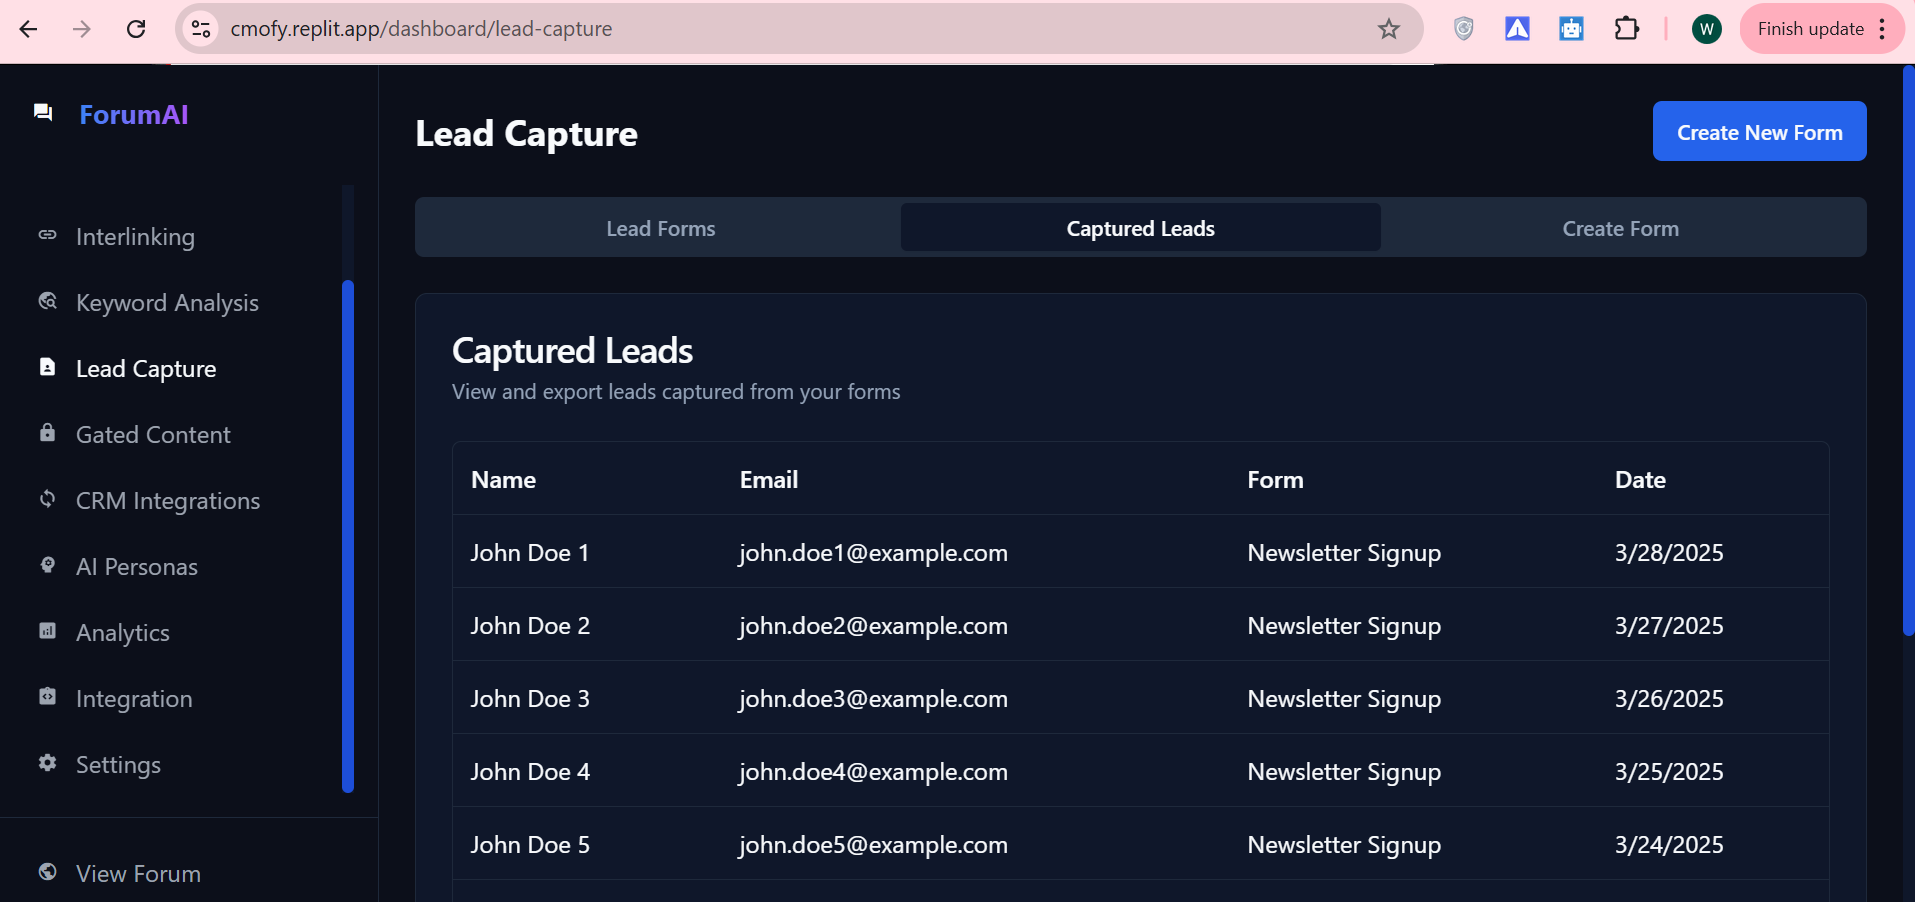 cmofy.replit.app/dashboard/lead-capture
W
Finish update
ForumAI
Interlinking
Keyword Analysis
Lead Capture
Gated Content
CRM Integrations
AI Personas
Analytics
Integration
Settings
View Forum
Lead Capture
Create New Form
Lead Forms
Captured Leads
Create Form
Captured Leads
View and export leads captured from your forms
Name Email Form Date
John Doe 1 john.doe1@example.com Newsletter Signup 3/28/2025
John Doe 2 john.doe2@example.com Newsletter Signup 3/27/2025
John Doe 3 john.doe3@example.com Newsletter Signup 3/26/2025
John Doe 4 john.doe4@example.com Newsletter Signup 3/25/2025
John Doe 5 john.doe5@example.com Newsletter Signup 3/24/2025